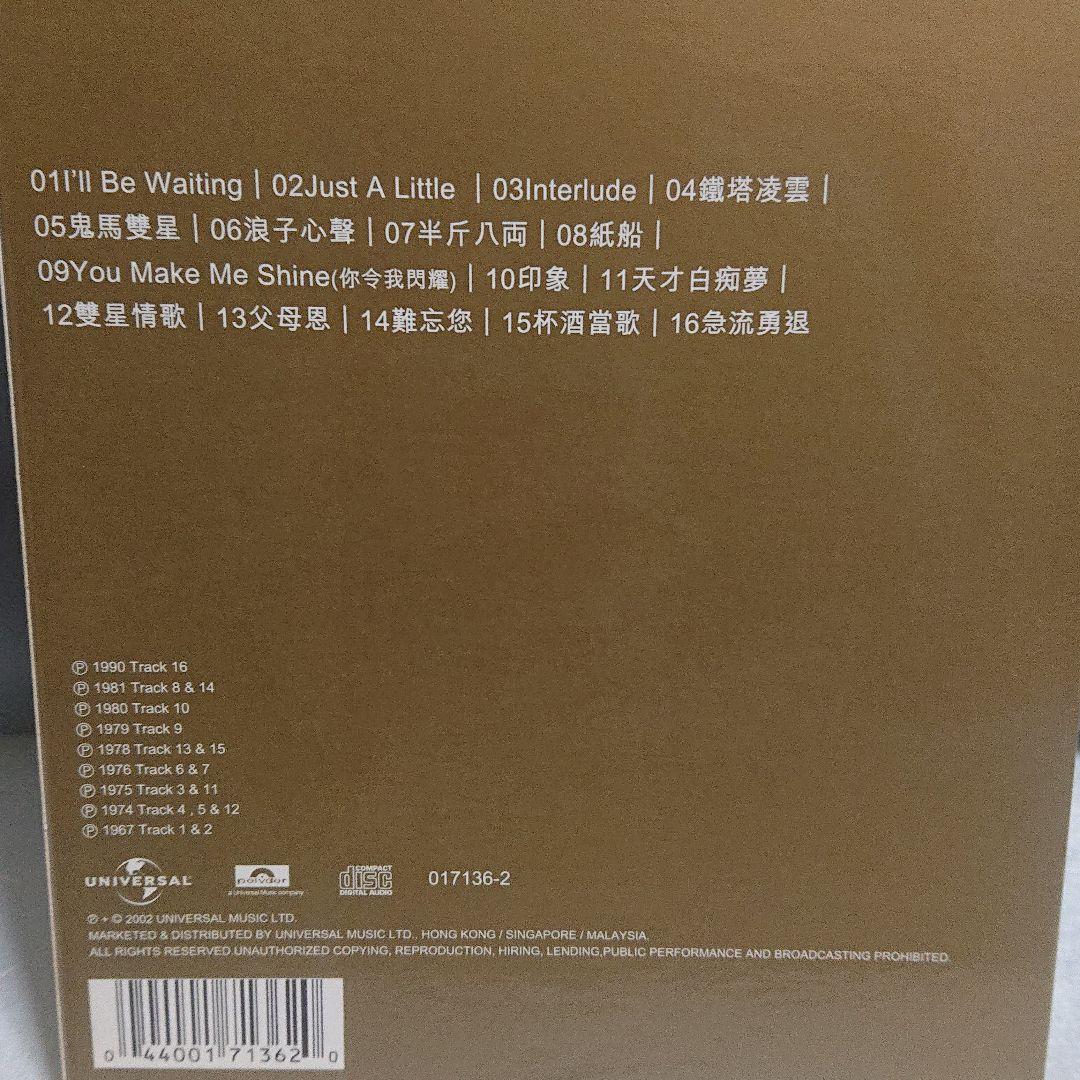 01I'll Be Waiting | 02Just A Little | 03Interlude | 04鐵塔凌雲 |
05鬼馬雙星 | 06浪子心聲 | 07半斤八両 | 08紙船 |
09You Make Me Shine(你令我閃耀) | 10印象 | 11天才白痴夢 |
12雙星情歌 | 13父母恩 | 14難忘您 | 15杯酒當歌 | 16急流勇退
℗ 1990 Track 16
℗ 1981 Track 8 & 14
℗ 1980 Track 10
℗ 1979 Track 9
℗ 1978 Track 13 & 15
℗ 1976 Track 6 & 7
℗ 1975 Track 3 & 11
℗ 1974 Track 4 , 5 & 12
℗ 1967 Track 1 & 2
UNIVERSAL
polydor
a Universal Music company
COMPACT
disc
DIGITAL AUDIO
017136-2
℗ + © 2002 UNIVERSAL MUSIC LTD.
MARKETED & DISTRIBUTED BY UNIVERSAL MUSIC LTD., HONG KONG / SINGAPORE / MALAYSIA.
ALL RIGHTS RESERVED.UNAUTHORIZED COPYING, REPRODUCTION, HIRING, LENDING,PUBLIC PERFORMANCE AND BROADCASTING PROHIBITED.
0 44001 71362 0